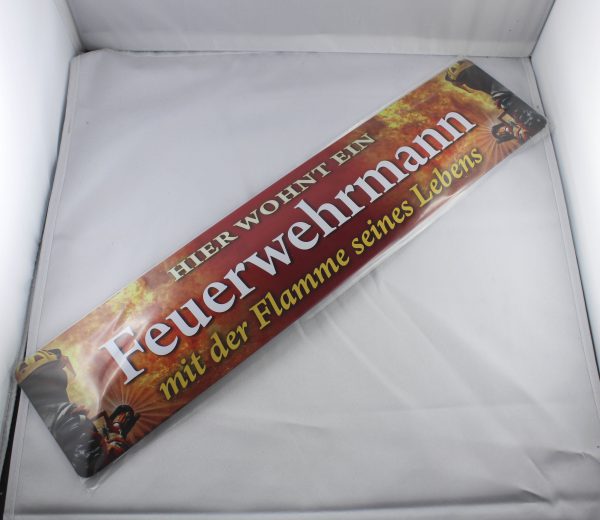 HIER WOHNT EIN
Feuerwehrmann
mit der Flamme seines Lebens